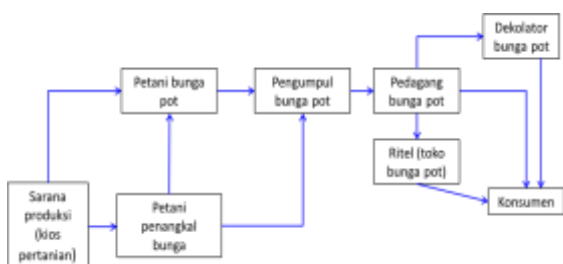 Dekolator
bunga pot
Petani bunga
pot
Pengumpul
bunga pot
Pedagang
bunga pot
Ritel (toko
bunga pot)
Sarana
produksi
(kios
pertanian)
Petani
penangkal
bunga
Konsumen